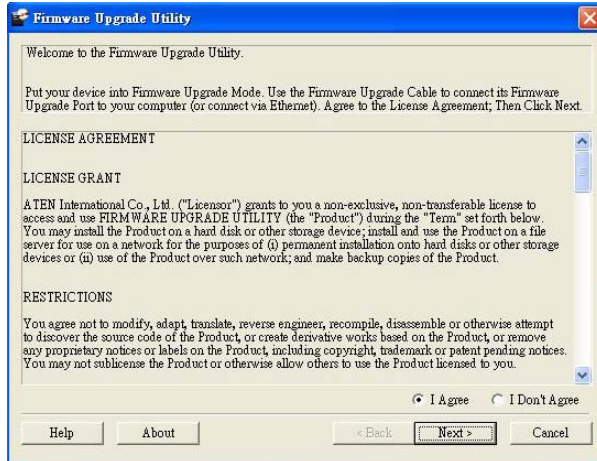 Firmware Upgrade Utility
Welcome to the Firmware Upgrade Utility.
Put your device into Firmware Upgrade Mode. Use the Firmware Upgrade Cable to connect its Firmware
Upgrade Port to your computer (or connect via Ethernet). Agree to the License Agreement; Then Click Next.
LICENSE AGREEMENT
LICENSE GRANT
ATEN International Co., Ltd. ("Licensor") grants to you a non-exclusive, non-transferable license to
access and use FIRMWARE UPGRADE UTILITY (the "Product") during the "Term" set forth below.
You may install the Product on a hard disk or other storage device; install and use the Product on a file
server for use on a network for the purposes of (i) permanent installation onto hard disks or other storage
devices or (ii) use of the Product over such network; and make backup copies of the Product.
RESTRICTIONS
You agree not to modify, adapt, translate, reverse engineer, recompile, disassemble or otherwise attempt
to discover the source code of the Product, or create derivative works based on the Product, or remove
any proprietary notices or labels on the Product, including copyright, trademark or patent pending notices.
You may not sublicense the Product or otherwise allow others to use the Product licensed to you.
I Agree I Don't Agree
Help About < Back Next > Cancel